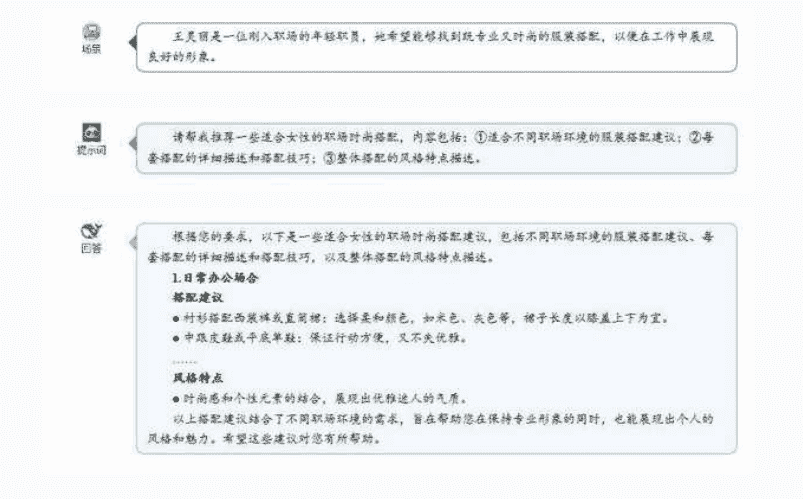 王灵丽是一位刚入职场的年轻职员，她希望能够找到既专业又时尚的服装搭配，以便在工作中展现
良好的形象。
场景
请帮我推荐一些适合女性的职场时尚搭配，内容包括：①适合不同职场环境的服装搭配建议；②每
套搭配的详细描述和搭配技巧；③整体搭配的风格特点描述。
提示词
根据您的要求，以下是一些适合女性的职场时尚搭配建议，包括不同职场环境的服装搭配建议、每
套搭配的详细描述和搭配技巧，以及整体搭配的风格特点描述。
回答
1.日常办公场合
搭配建议
● 衬衫搭配西装裤或直筒裙：选择柔和颜色，如米色、灰色等，裙子长度以膝盖上下为宜。
● 中跟皮鞋或平底单鞋：保证行动方便，又不失优雅。
……
风格特点
● 时尚感和个性元素的结合，展现出优雅迷人的气质。
以上搭配建议结合了不同职场环境的需求，旨在帮助您在保持专业形象的同时，也能展现出个人的
风格和魅力。希望这些建议对您有所帮助。